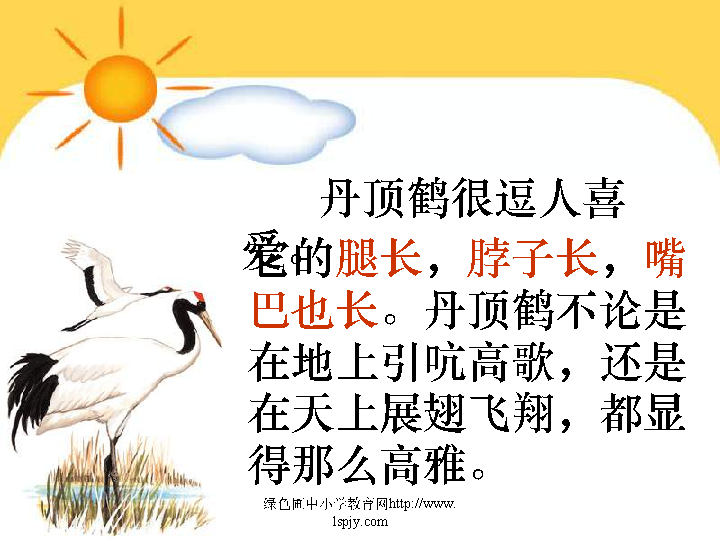 丹顶鹤很逗人喜
爱。
它的腿长，脖子长，嘴
巴也长。丹顶鹤不论是
在地上引吭高歌，还是
在天上展翅飞翔，都显
得那么高雅。
绿色圃中小学教育网http://www.
lspjy.com